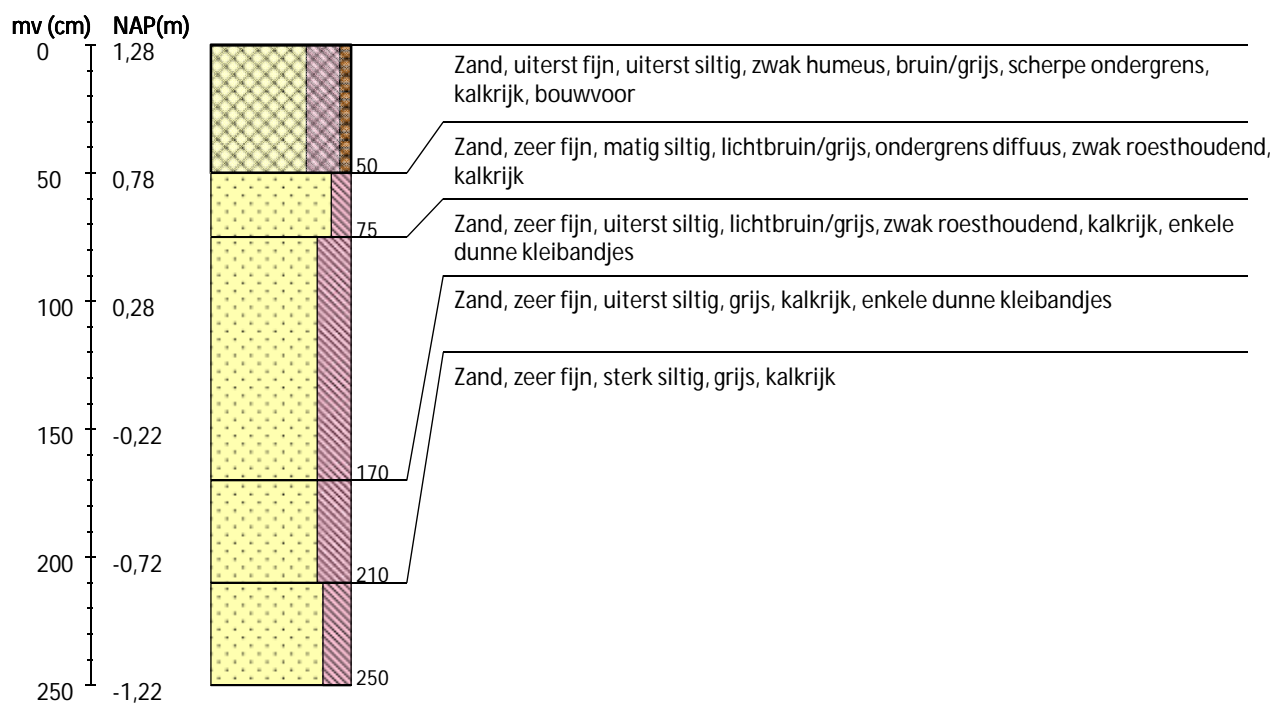 mv (cm) NAP(m)
0 1,28
Zand, uiterst fijn, uiterst siltig, zwak humeus, bruin/grijs, scherpe ondergrens,
kalkrijk, bouwvoor
50
50 0,78
Zand, zeer fijn, matig siltig, lichtbruin/grijs, ondergrens diffuus, zwak roesthoudend,
kalkrijk
75
Zand, zeer fijn, uiterst siltig, lichtbruin/grijs, zwak roesthoudend, kalkrijk, enkele
dunne kleibandjes
100 0,28
Zand, zeer fijn, uiterst siltig, grijs, kalkrijk, enkele dunne kleibandjes
Zand, zeer fijn, sterk siltig, grijs, kalkrijk
150 -0,22
170
200 -0,72
210
250
250 -1,22